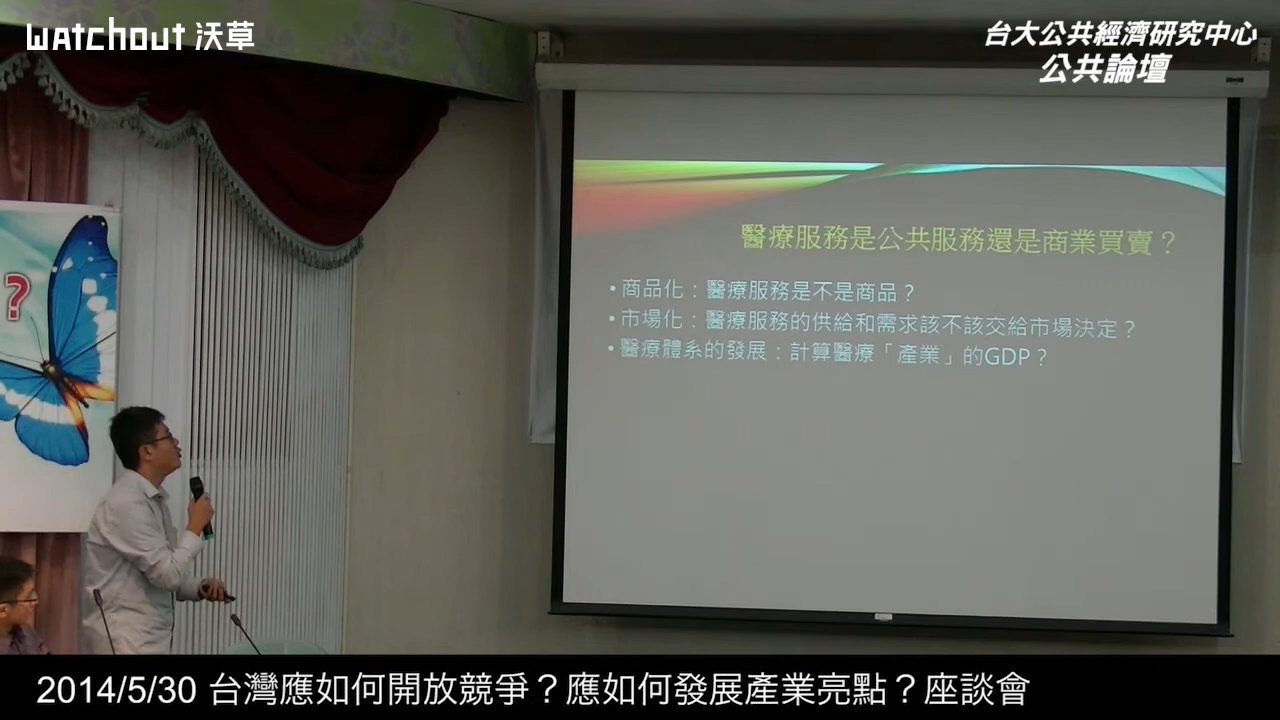 watchout 沃草
台大公共經濟研究中心
公共論壇
醫療服務是公共服務還是商業買賣？
• 商品化：醫療服務是不是商品？
• 市場化：醫療服務的供給和需求該不該交給市場決定？
• 醫療體系的發展：計算醫療「產業」的GDP？
?
2014/5/30 台灣應如何開放競爭？應如何發展產業亮點？座談會